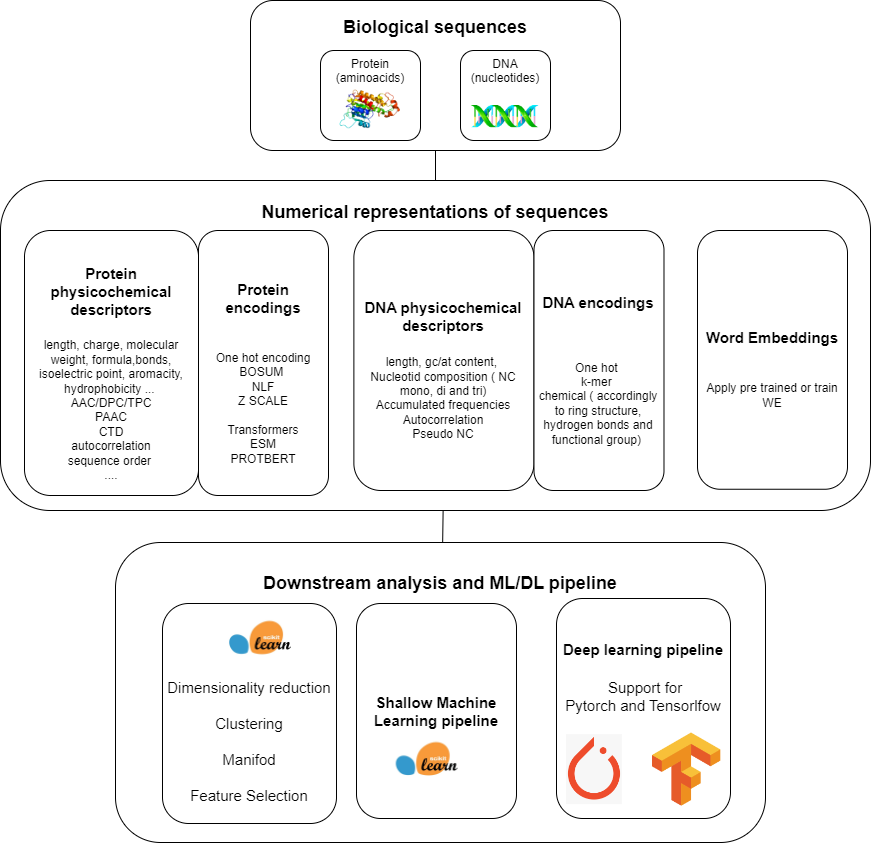 Biological sequences
Protein
(aminoacids)
DNA
(nucleotides)
Numerical representations of sequences
Protein
physicochemical
descriptors
length, charge, molecular
weight, formula,bonds,
isoelectric point, aromacity,
hydrophobicity ...
AAC/DPC/TPC
PAAC
CTD
autocorrelation
sequence order
....
Protein
encodings
One hot encoding
BOSUM
NLF
Z SCALE
Transformers
ESM
PROTBERT
DNA physicochemical
descriptors
length, gc/at content,
Nucleotid composition ( NC
mono, di and tri)
Accumulated frequencies
Autocorrelation
Pseudo NC
DNA encodings
One hot
k-mer
chemical ( accordingly
to ring structure,
hydrogen bonds and
functional group)
Word Embeddings
Apply pre trained or train
WE
Downstream analysis and ML/DL pipeline
scikit
learn
Dimensionality reduction
Clustering
Manifod
Feature Selection
Shallow Machine
Learning pipeline
scikit
learn
Deep learning pipeline
Support for
Pytorch and Tensorlfow